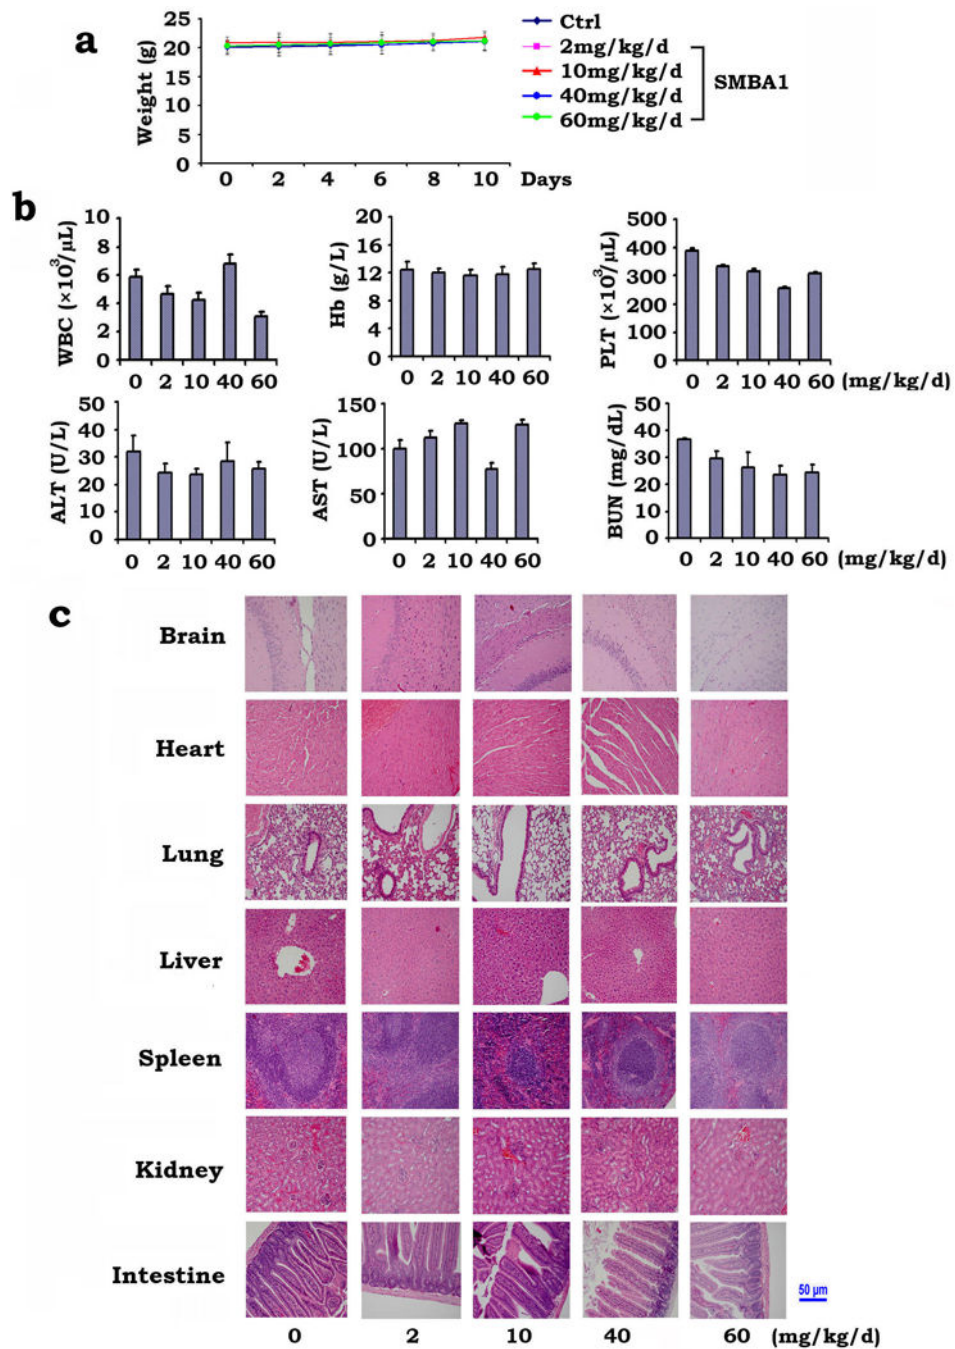 a
Weight (g)
25
20
15
10
5
0
0 2 4 6 8 10 Days
Ctrl
2mg/kg/d
10mg/kg/d
40mg/kg/d
60mg/kg/d
SMBA1
b
WBC (×10³/μL)
10
8
6
4
2
0
0 2 10 40 60
Hb (g/L)
20
16
12
8
4
0
0 2 10 40 60
PLT (×10³/μL)
500
400
300
200
100
0
0 2 10 40 60 (mg/kg/d)
ALT (U/L)
50
40
30
20
10
0
0 2 10 40 60
AST (U/L)
150
100
50
0
0 2 10 40 60
BUN (mg/dL)
50
40
30
20
10
0
0 2 10 40 60 (mg/kg/d)
c
Brain
Heart
Lung
Liver
Spleen
Kidney
Intestine
50 μm
0 2 10 40 60 (mg/kg/d)